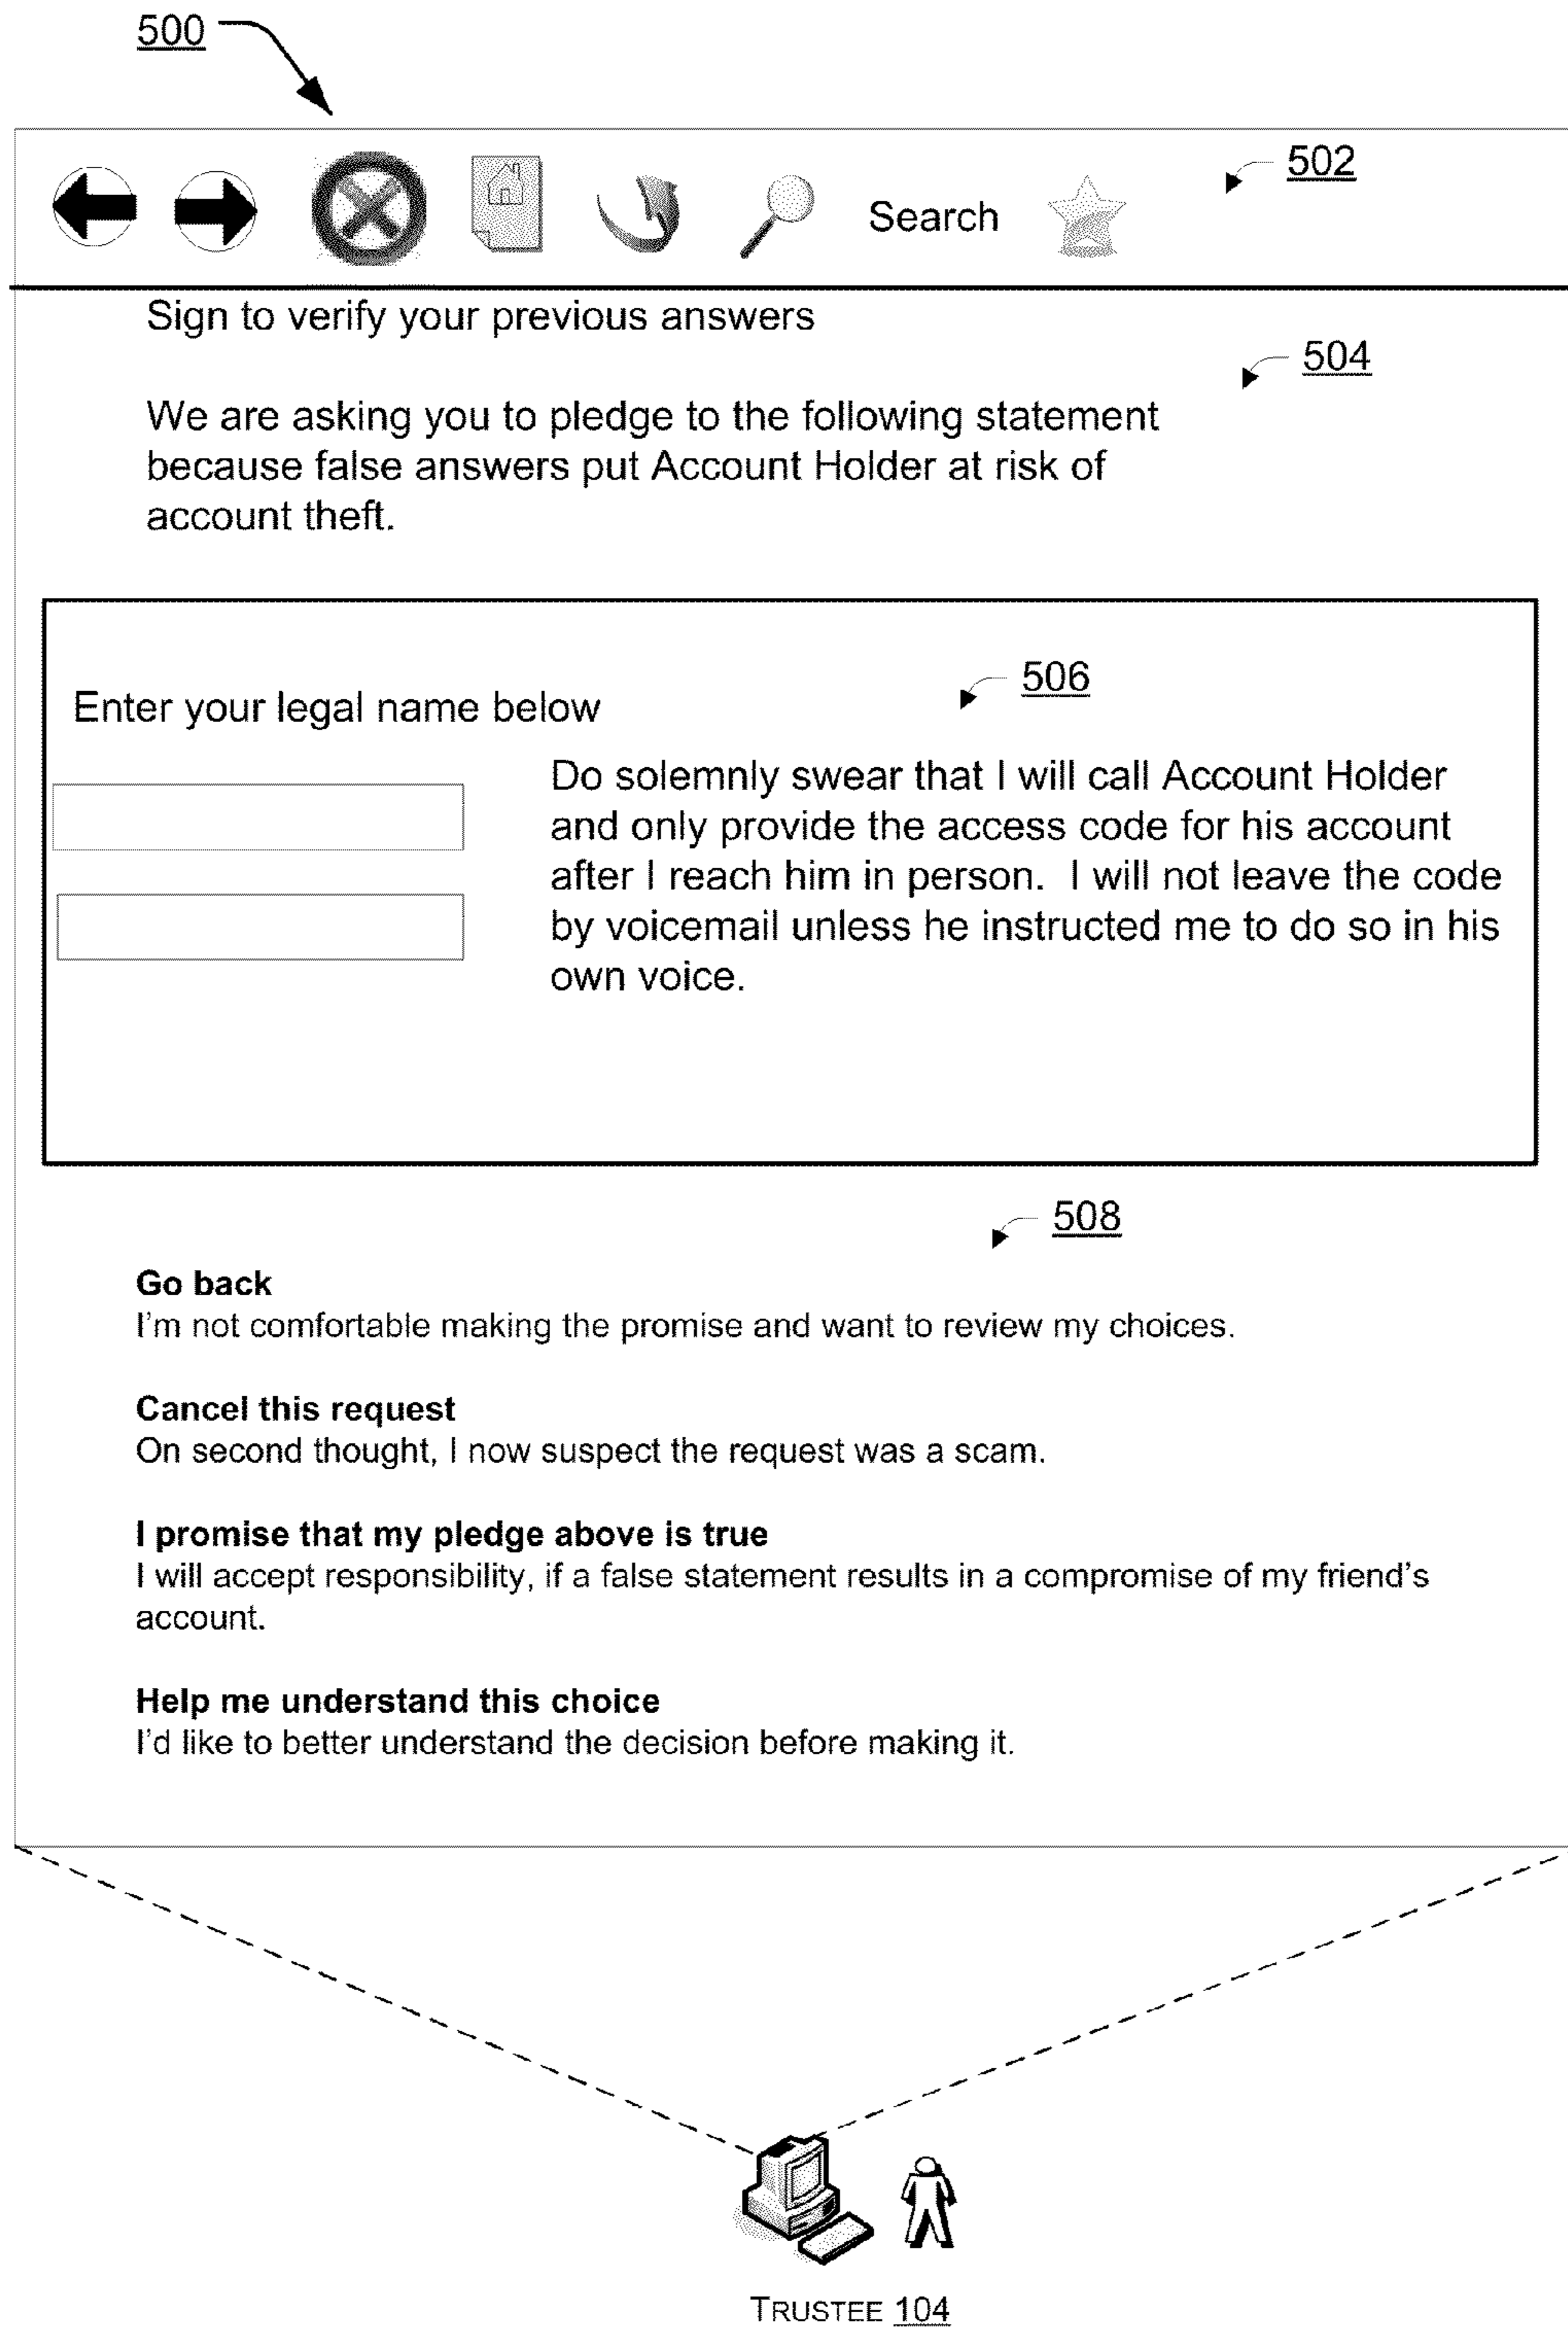 500
502
Search
Sign to verify your previous answers
504
We are asking you to pledge to the following statement
because false answers put Account Holder at risk of
account theft.
506
Enter your legal name below
Do solemnly swear that I will call Account Holder
and only provide the access code for his account
after I reach him in person.  I will not leave the code
by voicemail unless he instructed me to do so in his
own voice.
508
Go back
I'm not comfortable making the promise and want to review my choices.
Cancel this request
On second thought, I now suspect the request was a scam.
I promise that my pledge above is true
I will accept responsibility, if a false statement results in a compromise of my friend's
account.
Help me understand this choice
I'd like to better understand the decision before making it.
TRUSTEE 104